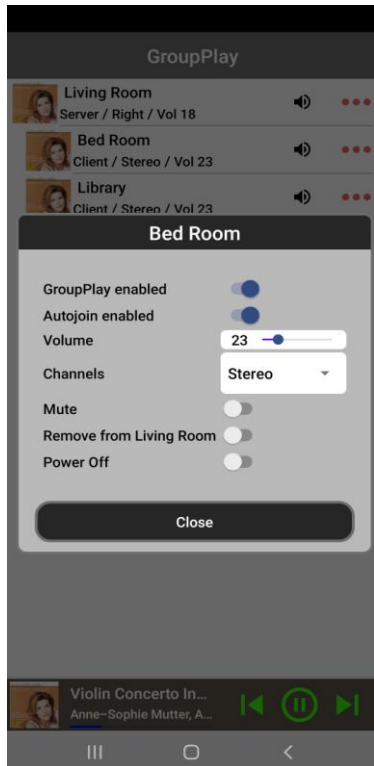 GroupPlay
Living Room
Server / Right / Vol 18
Bed Room
Client / Stereo / Vol 23
Library
Client / Stereo / Vol 23
Bed Room
GroupPlay enabled
Autojoin enabled
Volume 23
Channels Stereo
Mute
Remove from Living Room
Power Off
Close
Violin Concerto In...
Anne-Sophie Mutter, A...